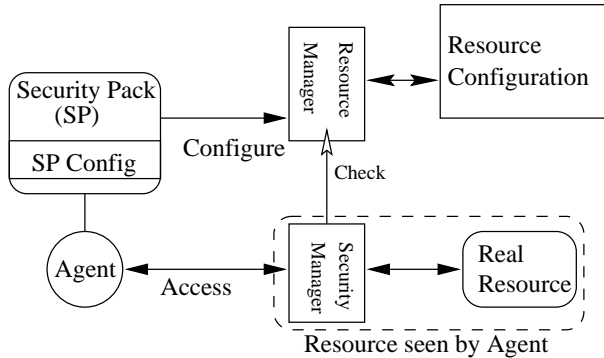 Security Pack
(SP)
SP Config
Agent
Configure
Access
Resource
Manager
Check
Security
Manager
Resource
Configuration
Real
Resource
Resource seen by Agent